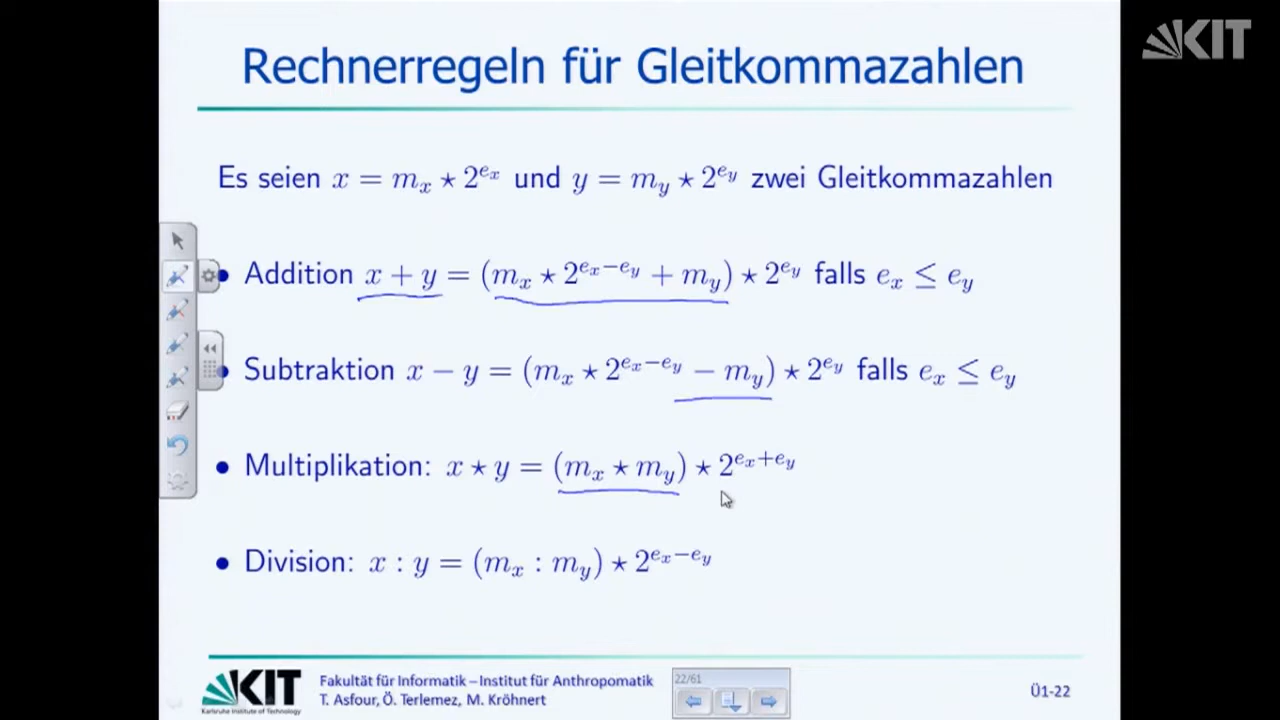 KIT
Rechnerregeln für Gleitkommazahlen
Es seien x = m_x ⋆ 2^{e_x} und y = m_y ⋆ 2^{e_y} zwei Gleitkommazahlen
• Addition x + y = (m_x ⋆ 2^{e_x−e_y} + m_y) ⋆ 2^{e_y} falls e_x ≤ e_y
• Subtraktion x − y = (m_x ⋆ 2^{e_x−e_y} − m_y) ⋆ 2^{e_y} falls e_x ≤ e_y
• Multiplikation: x ⋆ y = (m_x ⋆ m_y) ⋆ 2^{e_x+e_y}
• Division: x : y = (m_x : m_y) ⋆ 2^{e_x−e_y}
KIT
Karlsruhe Institute of Technology
Fakultät für Informatik – Institut für Anthropomatik
T. Asfour, Ö. Terlemez, M. Kröhnert
22/61
Ü1-22